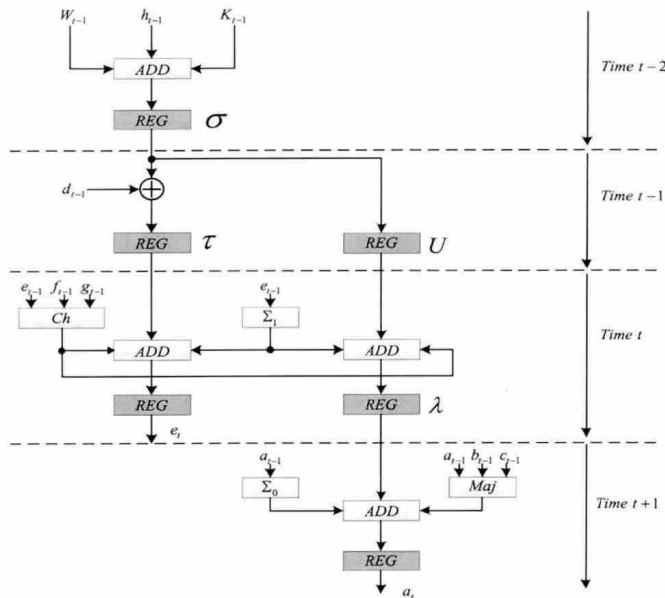 W_{t-1} h_{t-1} K_{t-1}
ADD
Time t-2
REG σ
d_{t-1}
Time t-1
REG τ REG U
e_{t-1} f_{t-1} g_{t-1} e_{t-1}
Ch Σ_1
Time t
ADD ADD
REG REG λ
e_t
a_{t-1} a_{t-1} b_{t-1} c_{t-1}
Σ_0 Maj
Time t+1
ADD
REG
a_t